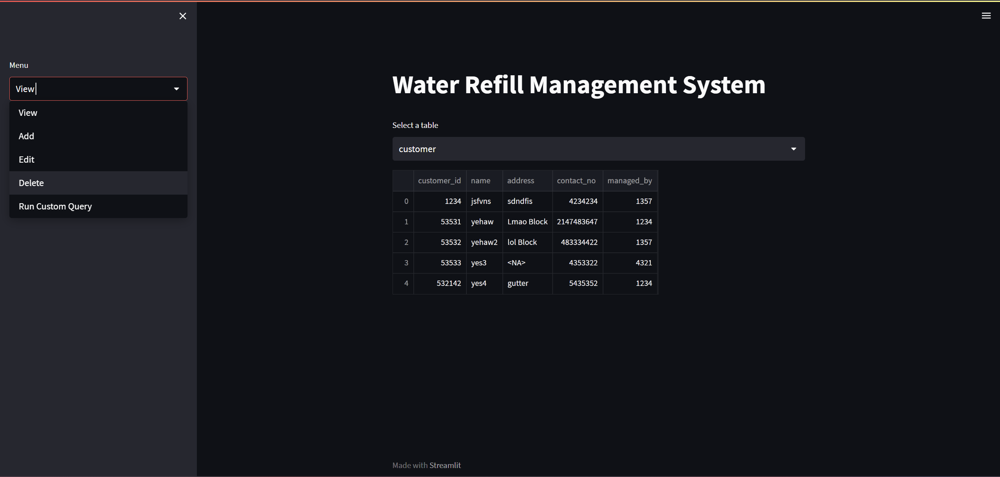 Menu
View
View
Add
Edit
Delete
Run Custom Query
Water Refill Management System
Select a table
customer
customer_id name address contact_no managed_by
0 1234 jsfvns sdndfis 4234234 1357
1 53531 yehaw Lmao Block 2147483647 1234
2 53532 yehaw2 lol Block 483334422 1357
3 53533 yes3 <NA> 4353322 4321
4 532142 yes4 gutter 5435352 1234
Made with Streamlit